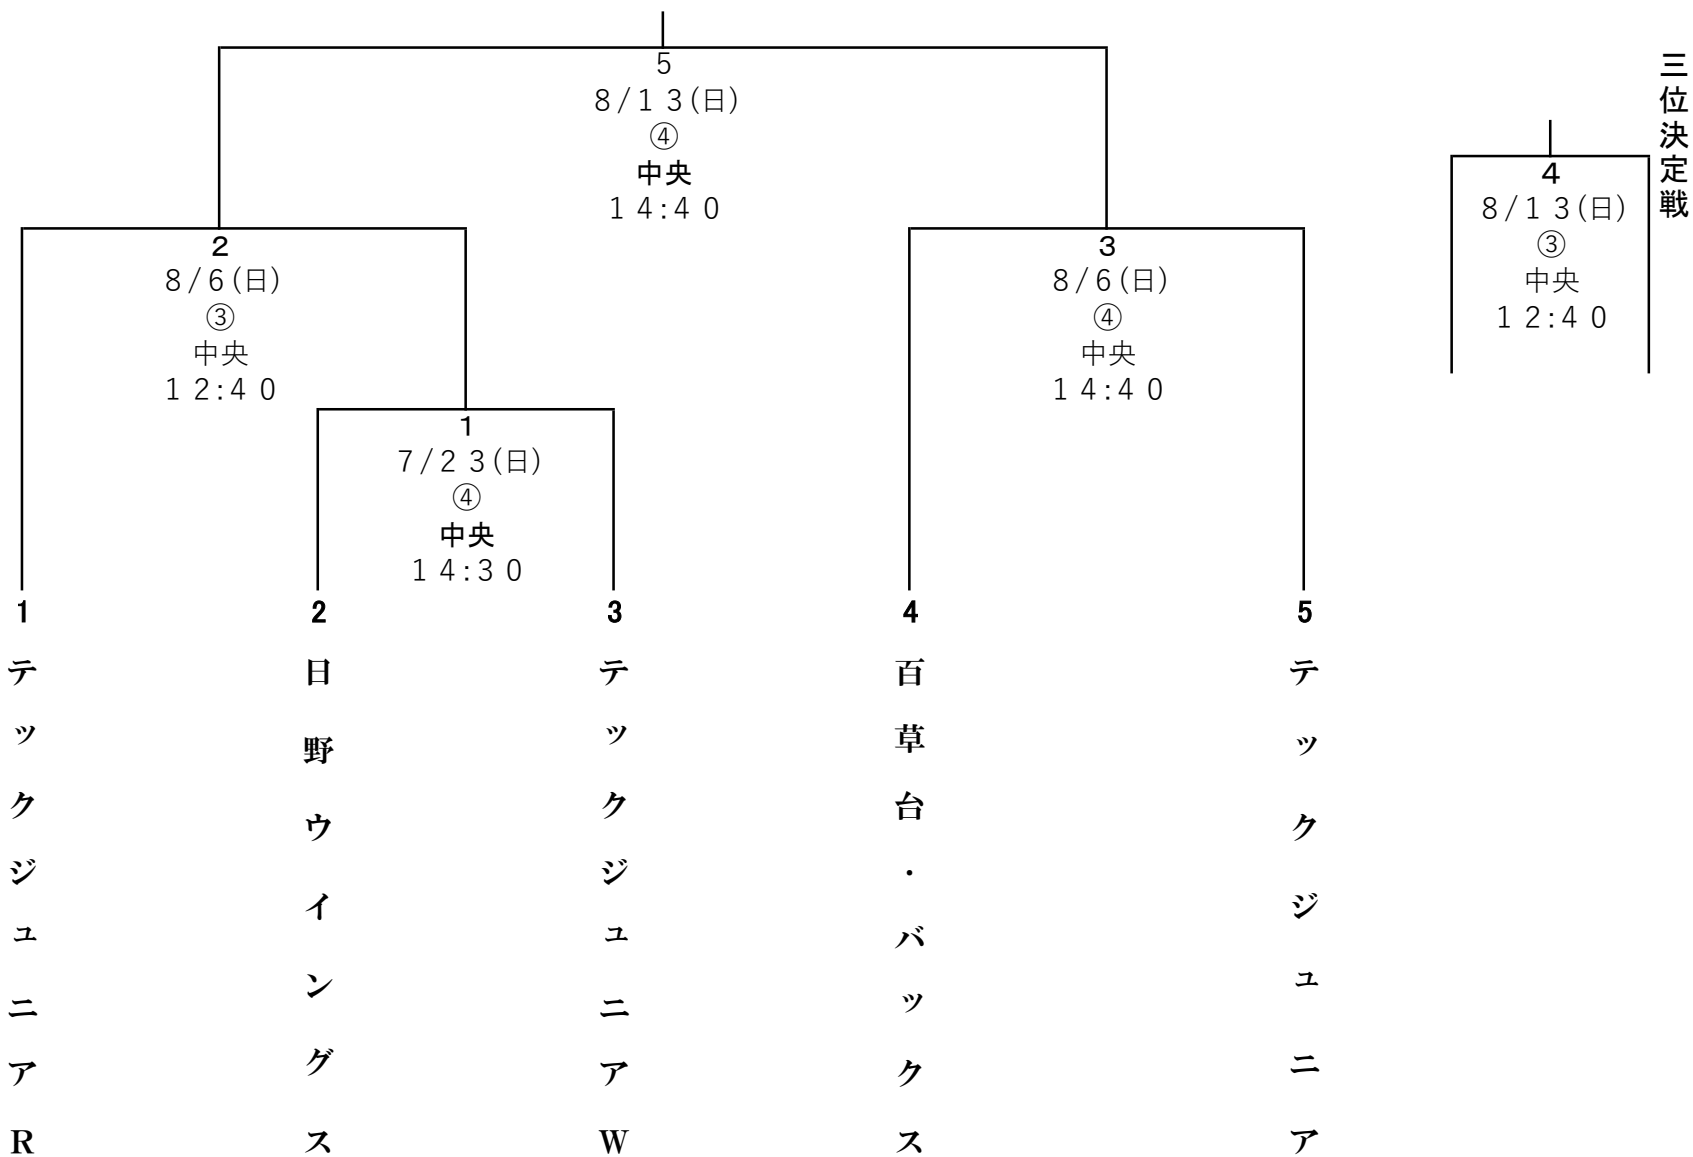 5
8/13(日)
④
中央
14:40
三位決定戦
4
8/13(日)
③
中央
12:40
2
8/6(日)
③
中央
12:40
3
8/6(日)
④
中央
14:40
1
7/23(日)
④
中央
14:30
1
テックジュニアR
2
日野ウイングス
3
テックジュニアW
4
百草台・バックス
5
テックジュニア